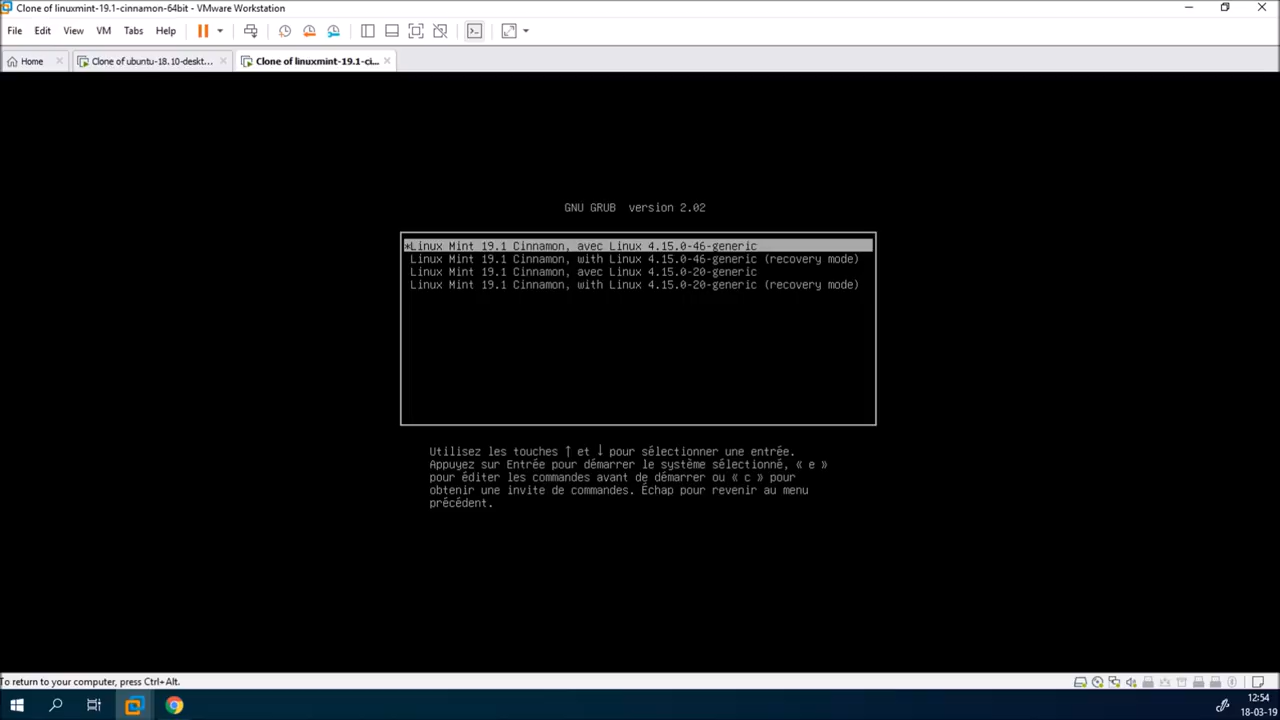 Clone of linuxmint-19.1-cinnamon-64bit - VMware Workstation
File Edit View VM Tabs Help
Home Clone of ubuntu-18.10-deskt... Clone of linuxmint-19.1-ci...
GNU GRUB version 2.02
*Linux Mint 19.1 Cinnamon, avec Linux 4.15.0-46-generic
Linux Mint 19.1 Cinnamon, with Linux 4.15.0-46-generic (recovery mode)
Linux Mint 19.1 Cinnamon, avec Linux 4.15.0-20-generic
Linux Mint 19.1 Cinnamon, with Linux 4.15.0-20-generic (recovery mode)
Utilisez les touches ↑ et ↓ pour sélectionner une entrée.
Appuyez sur Entrée pour démarrer le système sélectionné, « e »
pour éditer les commandes avant de démarrer ou « c » pour
obtenir une invite de commandes. Échap pour revenir au menu
précédent.
To return to your computer, press Ctrl+Alt.
12:54
18-03-19